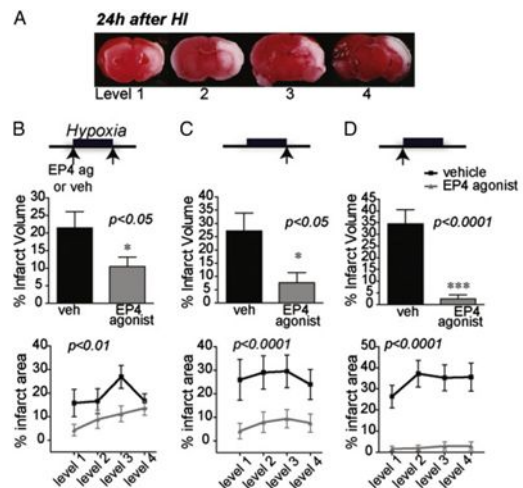 A
24h after HI
Level 1 2 3 4
B
Hypoxia
C
D
EP4 ag
or veh
vehicle
EP4 agonist
% Infarct Volume
30
25
20
15
10
5
0
p<0.05
*
veh
EP4
agonist
% Infarct Volume
40
35
30
25
20
15
10
5
0
p<0.05
*
veh
EP4
agonist
% Infarct Volume
45
40
35
30
25
20
15
10
5
0
p<0.0001
***
veh
EP4
agonist
% infarct area
40
30
20
10
0
p<0.01
level 1
level 2
level 3
level 4
% infarct area
40
30
20
10
0
p<0.0001
level 1
level 2
level 3
level 4
% infarct area
50
40
30
20
10
0
p<0.0001
level 1
level 2
level 3
level 4